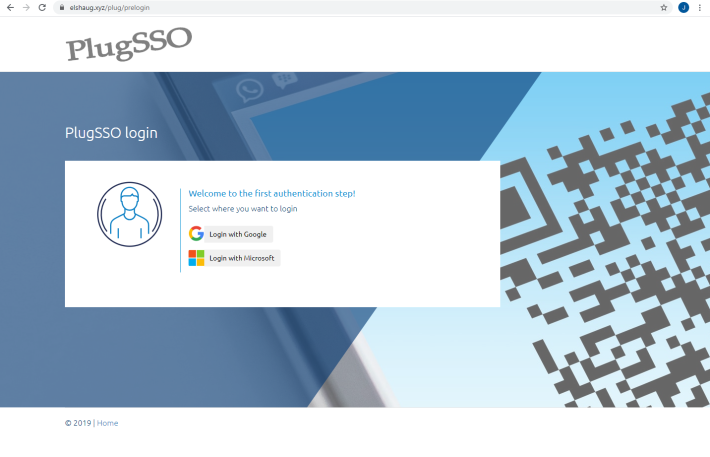 elshaug.xyz/plug/prelogin
J
PlugSSO
PlugSSO login
Welcome to the first authentication step!
Select where you want to login
Login with Google
Login with Microsoft
© 2019 | Home